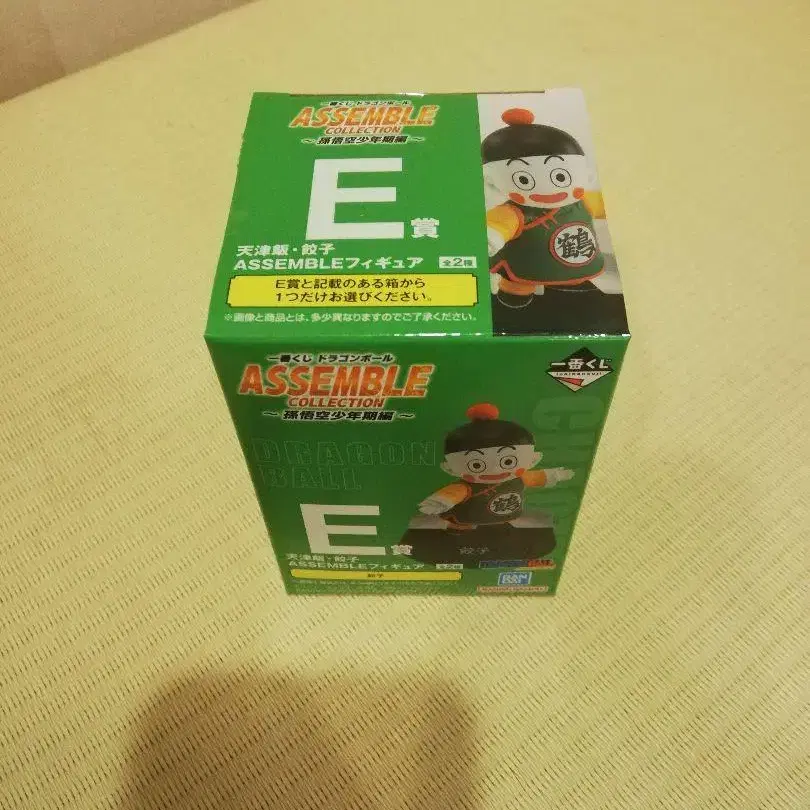 一番くじ ドラゴンボール
ASSEMBLE
COLLECTION
～孫悟空少年期編～
E賞
天津飯・餃子
ASSEMBLEフィギュア 全2種
E賞と記載のある箱から
1つだけお選びください。
※画像と商品とは、多少異なりますのでご了承ください。
鶴
一番くじ ドラゴンボール
ASSEMBLE
COLLECTION
～孫悟空少年期編～
一番くじ
DRAGON
BALL
鶴
E賞
餃子
天津飯・餃子
ASSEMBLEフィギュア 全2種
餃子
BAN
DAI